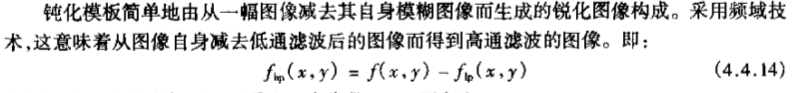 钝化模板简单地由从一幅图像减去其自身模糊图像而生成的锐化图像构成。采用频域技
术,这意味着从图像自身减去低通滤波后的图像而得到高通滤波的图像。即:
f_hp(x,y) = f(x,y) - f_lp(x,y) (4.4.14)